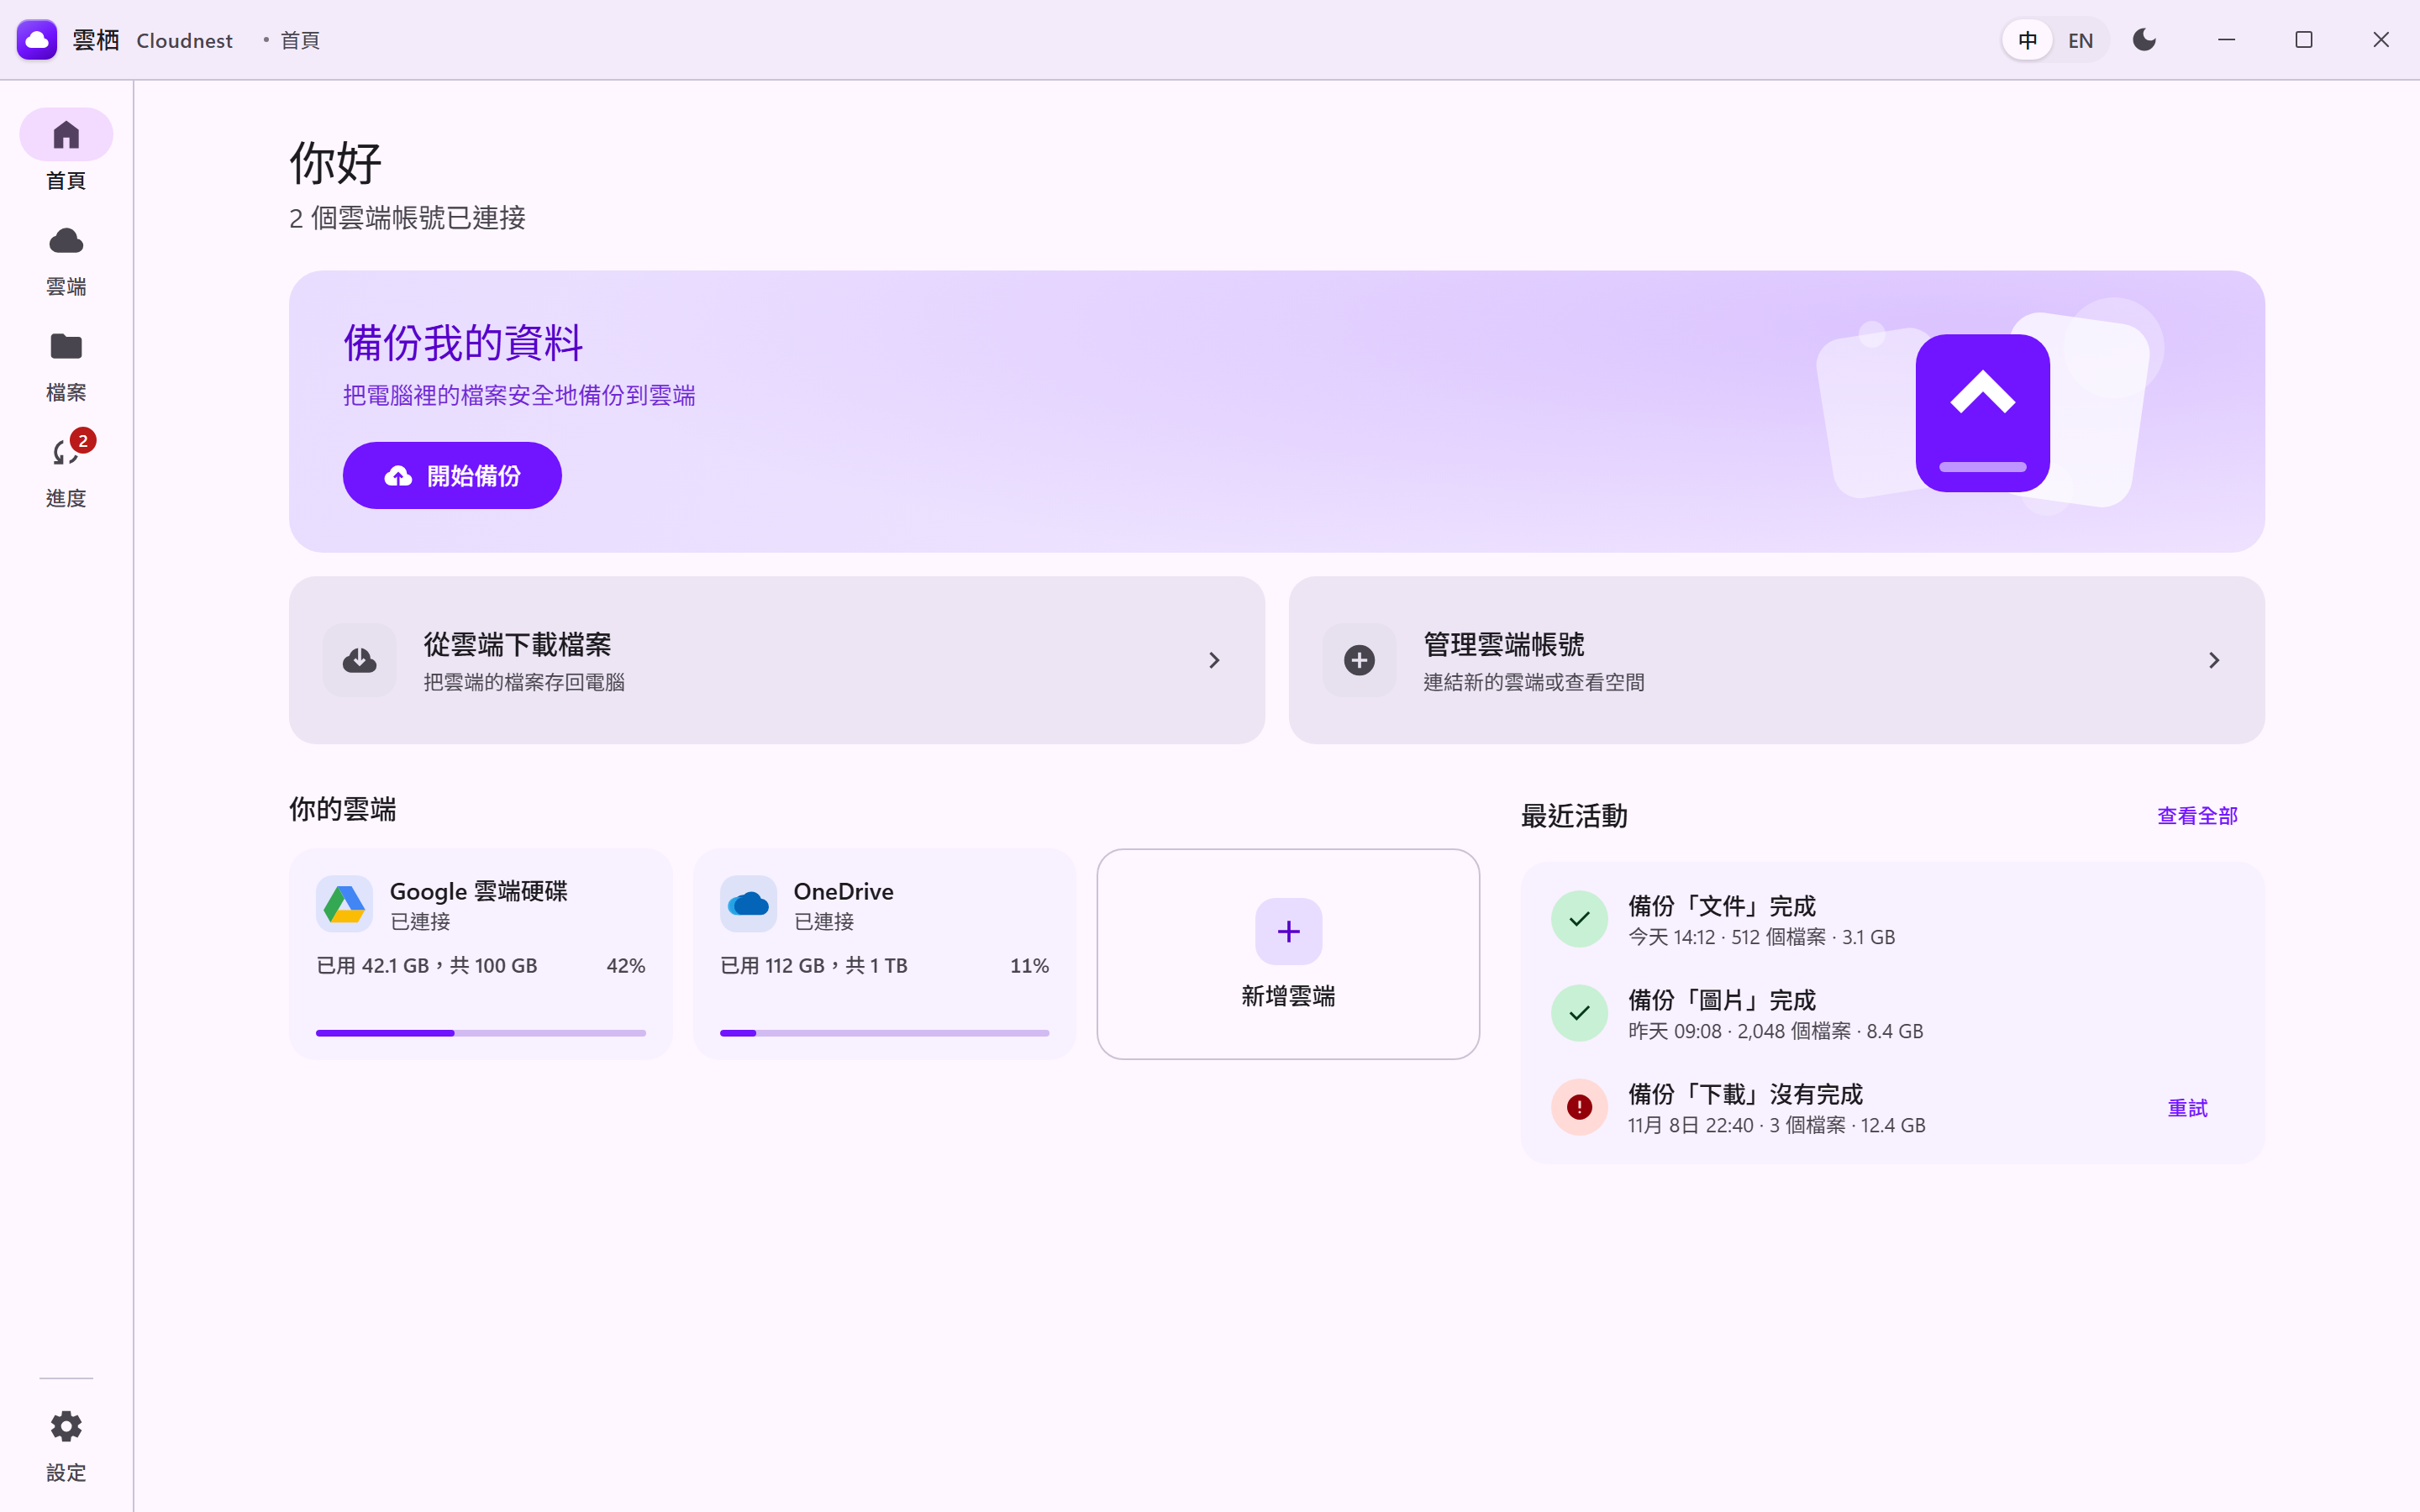 雲栖 Cloudnest • 首頁
中 EN
首頁
雲端
檔案
2
進度
設定
你好
2 個雲端帳號已連接
備份我的資料
把電腦裡的檔案安全地備份到雲端
開始備份
從雲端下載檔案
把雲端的檔案存回電腦
管理雲端帳號
連結新的雲端或查看空間
你的雲端
Google 雲端硬碟
已連接
已用 42.1 GB，共 100 GB 42%
OneDrive
已連接
已用 112 GB，共 1 TB 11%
新增雲端
最近活動 查看全部
備份「文件」完成
今天 14:12 · 512 個檔案 · 3.1 GB
備份「圖片」完成
昨天 09:08 · 2,048 個檔案 · 8.4 GB
備份「下載」沒有完成
11月 8日 22:40 · 3 個檔案 · 12.4 GB
重試